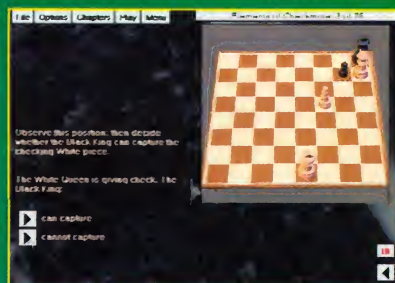 File Options Chapters Play Menu
Observe this position, then decide
whether the Black King can capture the
checking White piece.
The White Queen is giving check. The
Black King:
can capture
cannot capture